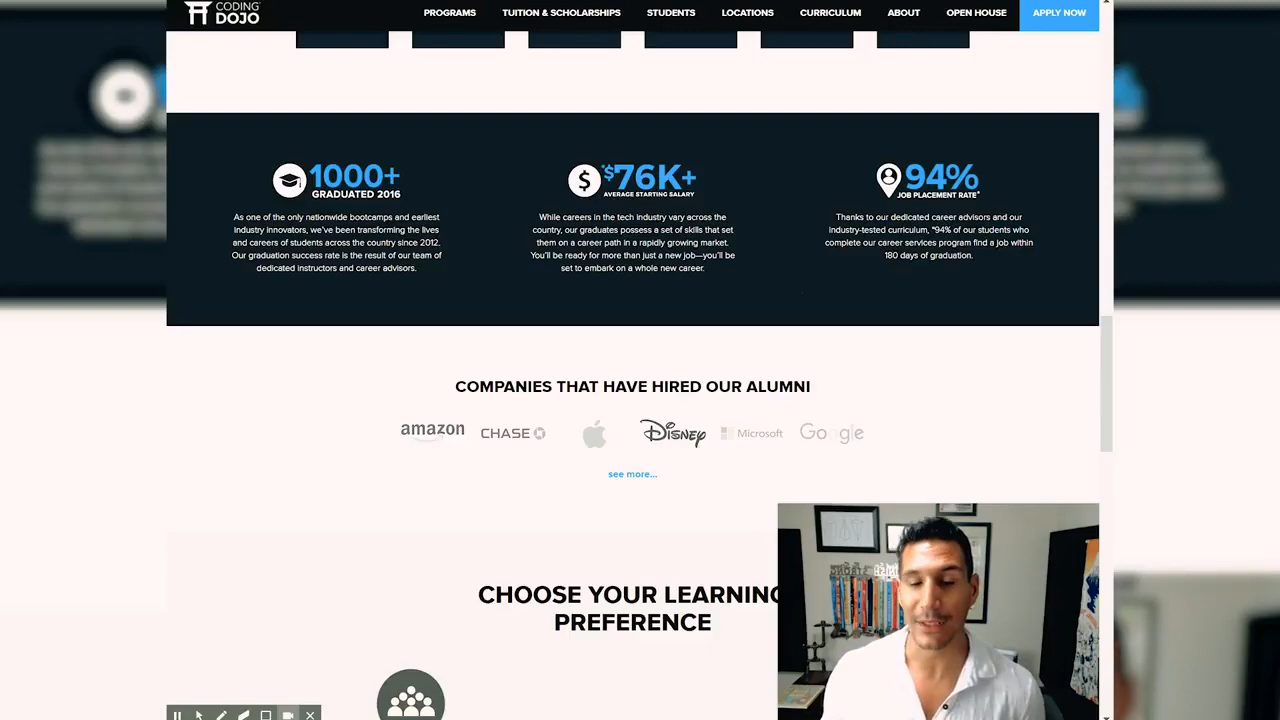 CODING DOJO
PROGRAMS TUITION & SCHOLARSHIPS STUDENTS LOCATIONS CURRICULUM ABOUT OPEN HOUSE APPLY NOW
1000+
GRADUATED 2016
As one of the only nationwide bootcamps and earliest
industry innovators, we've been transforming the lives
and careers of students across the country since 2012.
Our graduation success rate is the result of our team of
dedicated instructors and career advisors.
*$76K+
AVERAGE STARTING SALARY
While careers in the tech industry vary across the
country, our graduates possess a set of skills that set
them on a career path in a rapidly growing market.
You'll be ready for more than just a new job—you'll be
set to embark on a whole new career.
94%
JOB PLACEMENT RATE*
Thanks to our dedicated career advisors and our
industry-tested curriculum, *94% of our students who
complete our career services program find a job within
180 days of graduation.
COMPANIES THAT HAVE HIRED OUR ALUMNI
amazon CHASE Disney Microsoft Google
see more...
CHOOSE YOUR LEARNING
PREFERENCE